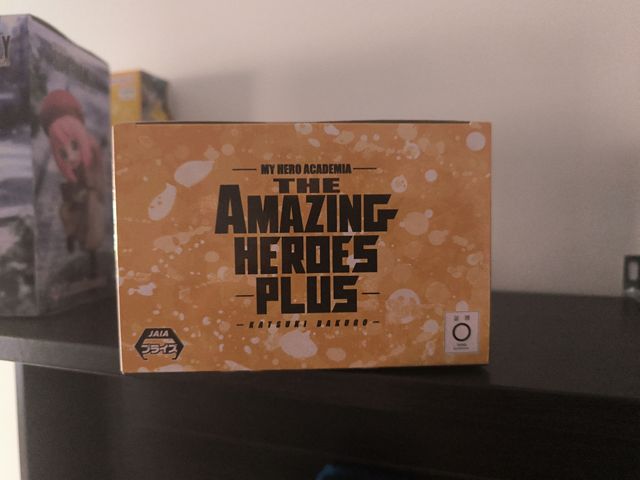 MY HERO ACADEMIA
THE
AMAZING
HEROES
PLUS
KATSUKI BAKUGO
JAIA
プライズ
Y